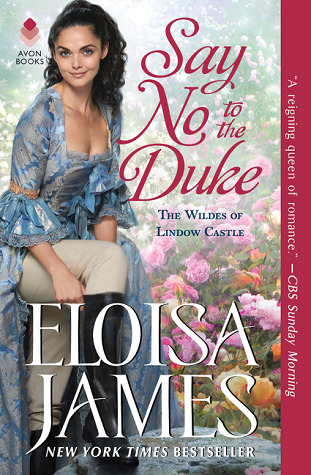 AVON
BOOKS
Say
No to
the
Duke
THE WILDES OF
LINDOW CASTLE
ELOISA
JAMES
NEW YORK TIMES BESTSELLER
"A reigning queen of romance." —CBS Sunday Morning